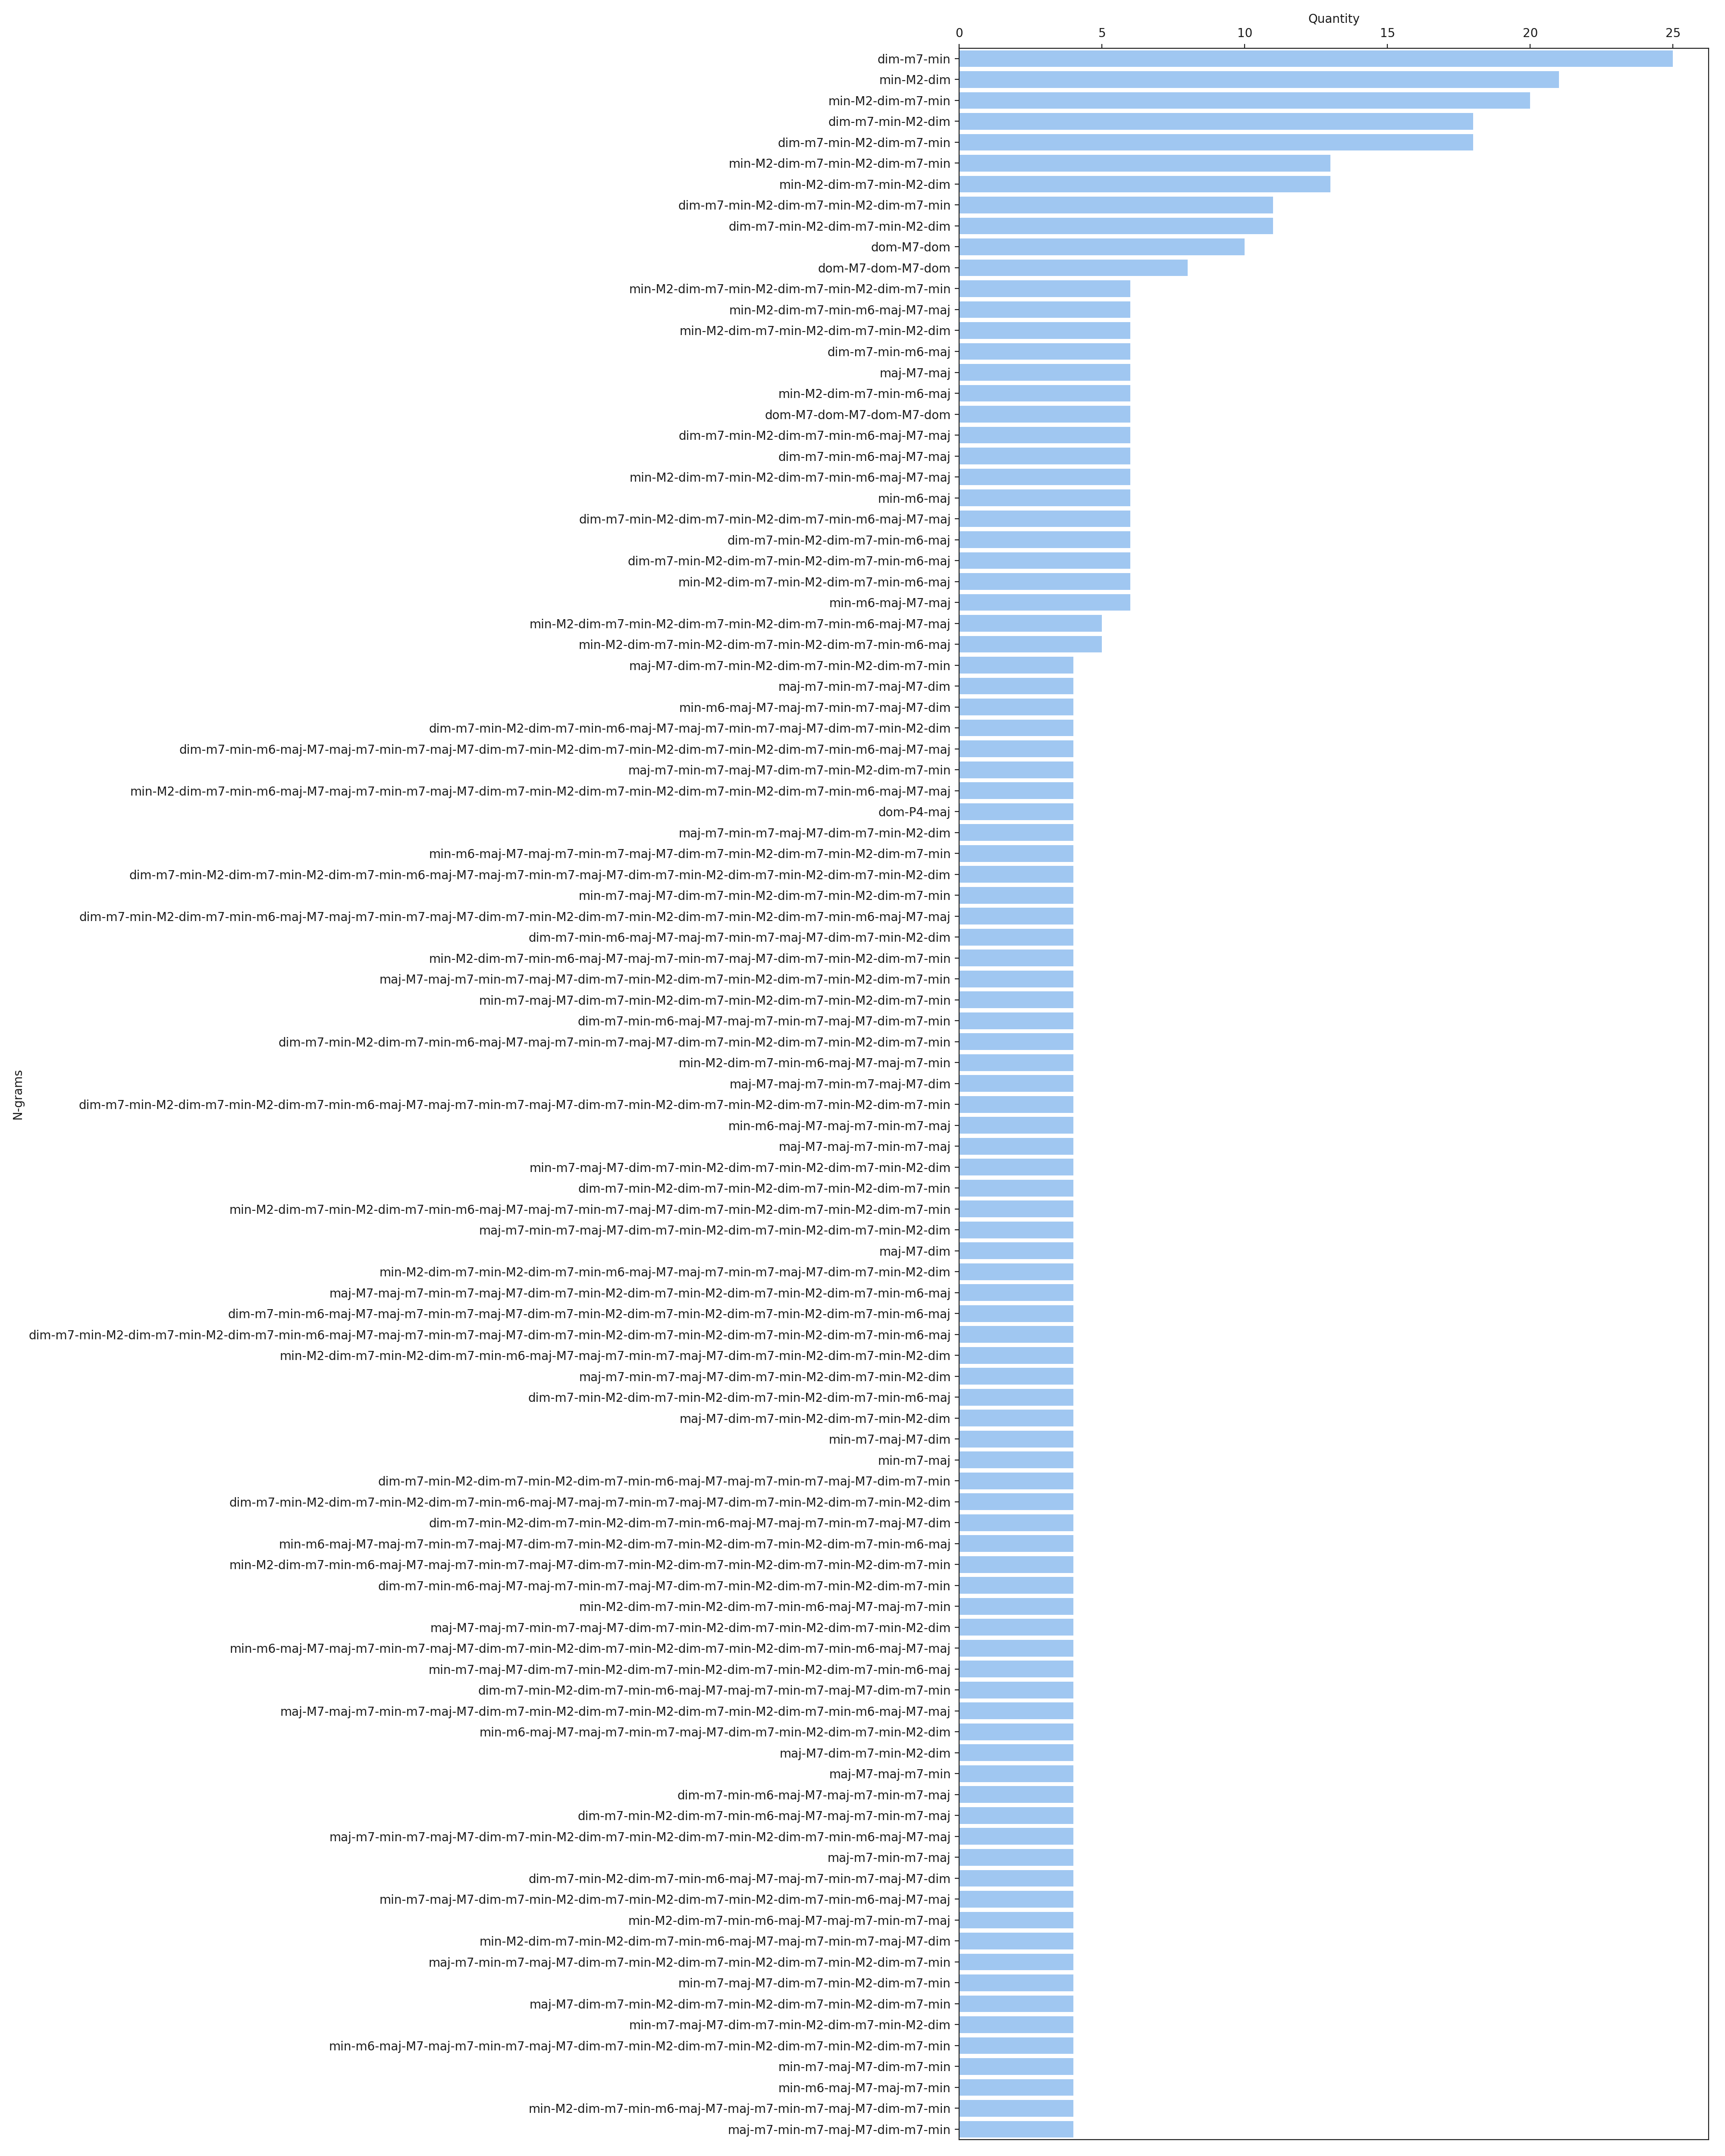 Quantity
0 5 10 15 20 25
dim-m7-min
min-M2-dim
min-M2-dim-m7-min
dim-m7-min-M2-dim
dim-m7-min-M2-dim-m7-min
min-M2-dim-m7-min-M2-dim-m7-min
min-M2-dim-m7-min-M2-dim
dim-m7-min-M2-dim-m7-min-M2-dim-m7-min
dim-m7-min-M2-dim-m7-min-M2-dim
dom-M7-dom
dom-M7-dom-M7-dom
min-M2-dim-m7-min-M2-dim-m7-min-M2-dim-m7-min
min-M2-dim-m7-min-m6-maj-M7-maj
min-M2-dim-m7-min-M2-dim-m7-min-M2-dim
dim-m7-min-m6-maj
maj-M7-maj
min-M2-dim-m7-min-m6-maj
dom-M7-dom-M7-dom-M7-dom
dim-m7-min-M2-dim-m7-min-m6-maj-M7-maj
dim-m7-min-m6-maj-M7-maj
min-M2-dim-m7-min-M2-dim-m7-min-m6-maj-M7-maj
min-m6-maj
dim-m7-min-M2-dim-m7-min-M2-dim-m7-min-m6-maj-M7-maj
dim-m7-min-M2-dim-m7-min-m6-maj
dim-m7-min-M2-dim-m7-min-M2-dim-m7-min-m6-maj
min-M2-dim-m7-min-M2-dim-m7-min-m6-maj
min-m6-maj-M7-maj
min-M2-dim-m7-min-M2-dim-m7-min-M2-dim-m7-min-m6-maj-M7-maj
min-M2-dim-m7-min-M2-dim-m7-min-M2-dim-m7-min-m6-maj
maj-M7-dim-m7-min-M2-dim-m7-min-M2-dim-m7-min
maj-m7-min-m7-maj-M7-dim
min-m6-maj-M7-maj-m7-min-m7-maj-M7-dim
dim-m7-min-M2-dim-m7-min-m6-maj-M7-maj-m7-min-m7-maj-M7-dim-m7-min-M2-dim
dim-m7-min-m6-maj-M7-maj-m7-min-m7-maj-M7-dim-m7-min-M2-dim-m7-min-M2-dim-m7-min-M2-dim-m7-min-m6-maj-M7-maj
maj-m7-min-m7-maj-M7-dim-m7-min-M2-dim-m7-min
min-M2-dim-m7-min-m6-maj-M7-maj-m7-min-m7-maj-M7-dim-m7-min-M2-dim-m7-min-M2-dim-m7-min-M2-dim-m7-min-m6-maj-M7-maj
dom-P4-maj
maj-m7-min-m7-maj-M7-dim-m7-min-M2-dim
min-m6-maj-M7-maj-m7-min-m7-maj-M7-dim-m7-min-M2-dim-m7-min-M2-dim-m7-min
dim-m7-min-M2-dim-m7-min-M2-dim-m7-min-m6-maj-M7-maj-m7-min-m7-maj-M7-dim-m7-min-M2-dim-m7-min-M2-dim-m7-min-M2-dim
min-m7-maj-M7-dim-m7-min-M2-dim-m7-min-M2-dim-m7-min
dim-m7-min-M2-dim-m7-min-m6-maj-M7-maj-m7-min-m7-maj-M7-dim-m7-min-M2-dim-m7-min-M2-dim-m7-min-M2-dim-m7-min-m6-maj-M7-maj
dim-m7-min-m6-maj-M7-maj-m7-min-m7-maj-M7-dim-m7-min-M2-dim
min-M2-dim-m7-min-m6-maj-M7-maj-m7-min-m7-maj-M7-dim-m7-min-M2-dim-m7-min
maj-M7-maj-m7-min-m7-maj-M7-dim-m7-min-M2-dim-m7-min-M2-dim-m7-min-M2-dim-m7-min
min-m7-maj-M7-dim-m7-min-M2-dim-m7-min-M2-dim-m7-min-M2-dim-m7-min
dim-m7-min-m6-maj-M7-maj-m7-min-m7-maj-M7-dim-m7-min
dim-m7-min-M2-dim-m7-min-m6-maj-M7-maj-m7-min-m7-maj-M7-dim-m7-min-M2-dim-m7-min-M2-dim-m7-min
min-M2-dim-m7-min-m6-maj-M7-maj-m7-min
maj-M7-maj-m7-min-m7-maj-M7-dim
N-grams
dim-m7-min-M2-dim-m7-min-M2-dim-m7-min-m6-maj-M7-maj-m7-min-m7-maj-M7-dim-m7-min-M2-dim-m7-min-M2-dim-m7-min-M2-dim-m7-min
min-m6-maj-M7-maj-m7-min-m7-maj
maj-M7-maj-m7-min-m7-maj
min-m7-maj-M7-dim-m7-min-M2-dim-m7-min-M2-dim-m7-min-M2-dim
dim-m7-min-M2-dim-m7-min-M2-dim-m7-min-M2-dim-m7-min
min-M2-dim-m7-min-M2-dim-m7-min-m6-maj-M7-maj-m7-min-m7-maj-M7-dim-m7-min-M2-dim-m7-min-M2-dim-m7-min
maj-m7-min-m7-maj-M7-dim-m7-min-M2-dim-m7-min-M2-dim-m7-min-M2-dim
maj-M7-dim
min-M2-dim-m7-min-M2-dim-m7-min-m6-maj-M7-maj-m7-min-m7-maj-M7-dim-m7-min-M2-dim
maj-M7-maj-m7-min-m7-maj-M7-dim-m7-min-M2-dim-m7-min-M2-dim-m7-min-M2-dim-m7-min-m6-maj
dim-m7-min-m6-maj-M7-maj-m7-min-m7-maj-M7-dim-m7-min-M2-dim-m7-min-M2-dim-m7-min-M2-dim-m7-min-m6-maj
dim-m7-min-M2-dim-m7-min-M2-dim-m7-min-m6-maj-M7-maj-m7-min-m7-maj-M7-dim-m7-min-M2-dim-m7-min-M2-dim-m7-min-M2-dim-m7-min-m6-maj
min-M2-dim-m7-min-M2-dim-m7-min-m6-maj-M7-maj-m7-min-m7-maj-M7-dim-m7-min-M2-dim-m7-min-M2-dim
maj-m7-min-m7-maj-M7-dim-m7-min-M2-dim-m7-min-M2-dim
dim-m7-min-M2-dim-m7-min-M2-dim-m7-min-M2-dim-m7-min-m6-maj
maj-M7-dim-m7-min-M2-dim-m7-min-M2-dim
min-m7-maj-M7-dim
min-m7-maj
dim-m7-min-M2-dim-m7-min-M2-dim-m7-min-m6-maj-M7-maj-m7-min-m7-maj-M7-dim-m7-min
dim-m7-min-M2-dim-m7-min-M2-dim-m7-min-m6-maj-M7-maj-m7-min-m7-maj-M7-dim-m7-min-M2-dim-m7-min-M2-dim
dim-m7-min-M2-dim-m7-min-M2-dim-m7-min-m6-maj-M7-maj-m7-min-m7-maj-M7-dim
min-m6-maj-M7-maj-m7-min-m7-maj-M7-dim-m7-min-M2-dim-m7-min-M2-dim-m7-min-M2-dim-m7-min-m6-maj
min-M2-dim-m7-min-m6-maj-M7-maj-m7-min-m7-maj-M7-dim-m7-min-M2-dim-m7-min-M2-dim-m7-min-M2-dim-m7-min
dim-m7-min-m6-maj-M7-maj-m7-min-m7-maj-M7-dim-m7-min-M2-dim-m7-min-M2-dim-m7-min
min-M2-dim-m7-min-M2-dim-m7-min-m6-maj-M7-maj-m7-min
maj-M7-maj-m7-min-m7-maj-M7-dim-m7-min-M2-dim-m7-min-M2-dim-m7-min-M2-dim
min-m6-maj-M7-maj-m7-min-m7-maj-M7-dim-m7-min-M2-dim-m7-min-M2-dim-m7-min-M2-dim-m7-min-m6-maj-M7-maj
min-m7-maj-M7-dim-m7-min-M2-dim-m7-min-M2-dim-m7-min-M2-dim-m7-min-m6-maj
dim-m7-min-M2-dim-m7-min-m6-maj-M7-maj-m7-min-m7-maj-M7-dim-m7-min
maj-M7-maj-m7-min-m7-maj-M7-dim-m7-min-M2-dim-m7-min-M2-dim-m7-min-M2-dim-m7-min-m6-maj-M7-maj
min-m6-maj-M7-maj-m7-min-m7-maj-M7-dim-m7-min-M2-dim-m7-min-M2-dim
maj-M7-dim-m7-min-M2-dim
maj-M7-maj-m7-min
dim-m7-min-m6-maj-M7-maj-m7-min-m7-maj
dim-m7-min-M2-dim-m7-min-m6-maj-M7-maj-m7-min-m7-maj
maj-m7-min-m7-maj-M7-dim-m7-min-M2-dim-m7-min-M2-dim-m7-min-M2-dim-m7-min-m6-maj-M7-maj
maj-m7-min-m7-maj
dim-m7-min-M2-dim-m7-min-m6-maj-M7-maj-m7-min-m7-maj-M7-dim
min-m7-maj-M7-dim-m7-min-M2-dim-m7-min-M2-dim-m7-min-M2-dim-m7-min-m6-maj-M7-maj
min-M2-dim-m7-min-m6-maj-M7-maj-m7-min-m7-maj
min-M2-dim-m7-min-M2-dim-m7-min-m6-maj-M7-maj-m7-min-m7-maj-M7-dim
maj-m7-min-m7-maj-M7-dim-m7-min-M2-dim-m7-min-M2-dim-m7-min-M2-dim-m7-min
min-m7-maj-M7-dim-m7-min-M2-dim-m7-min
maj-M7-dim-m7-min-M2-dim-m7-min-M2-dim-m7-min-M2-dim-m7-min
min-m7-maj-M7-dim-m7-min-M2-dim-m7-min-M2-dim
min-m6-maj-M7-maj-m7-min-m7-maj-M7-dim-m7-min-M2-dim-m7-min-M2-dim-m7-min-M2-dim-m7-min
min-m7-maj-M7-dim-m7-min
min-m6-maj-M7-maj-m7-min
min-M2-dim-m7-min-m6-maj-M7-maj-m7-min-m7-maj-M7-dim-m7-min
maj-m7-min-m7-maj-M7-dim-m7-min